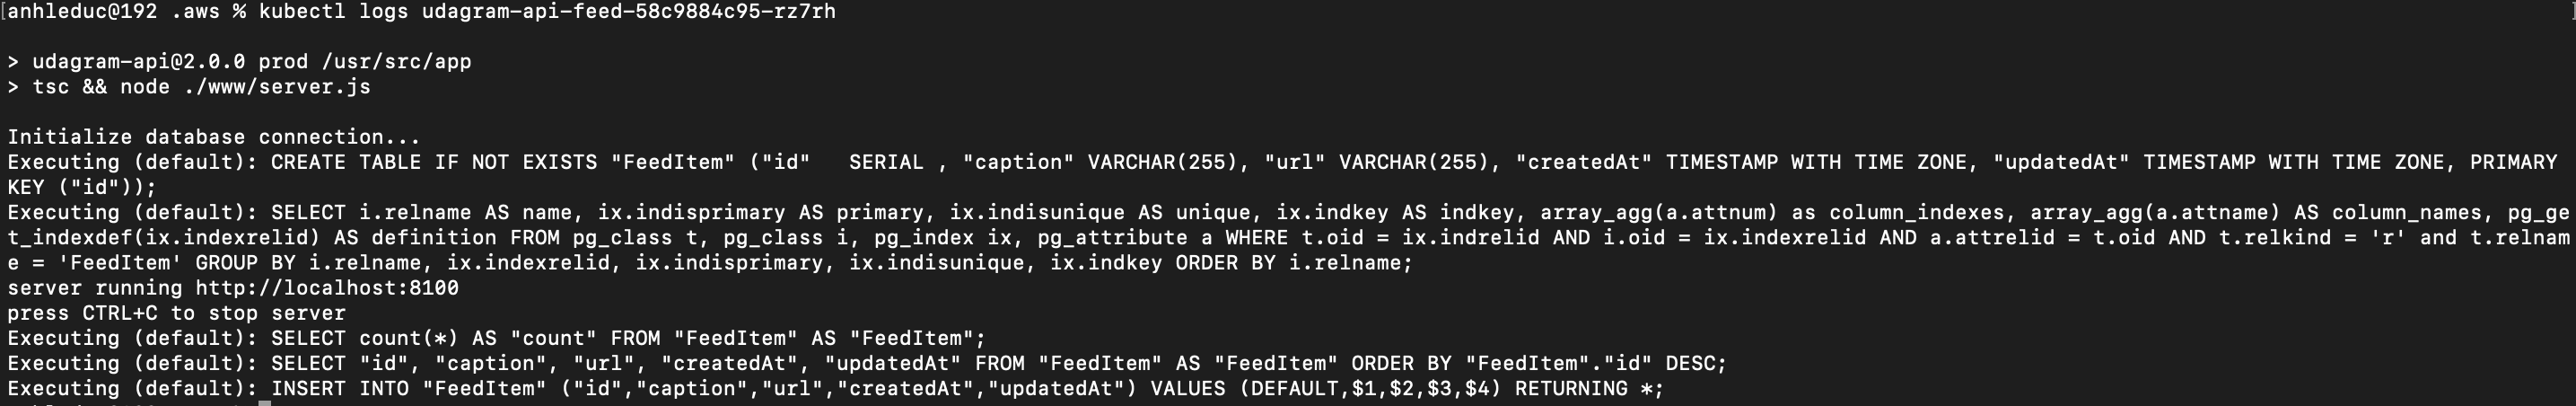 [anhleduc@192 .aws % kubectl logs udagram-api-feed-58c9884c95-rz7rh ]
> udagram-api@2.0.0 prod /usr/src/app
> tsc && node ./www/server.js
Initialize database connection...
Executing (default): CREATE TABLE IF NOT EXISTS "FeedItem" ("id"   SERIAL , "caption" VARCHAR(255), "url" VARCHAR(255), "createdAt" TIMESTAMP WITH TIME ZONE, "updatedAt" TIMESTAMP WITH TIME ZONE, PRIMARY
KEY ("id"));
Executing (default): SELECT i.relname AS name, ix.indisprimary AS primary, ix.indisunique AS unique, ix.indkey AS indkey, array_agg(a.attnum) as column_indexes, array_agg(a.attname) AS column_names, pg_ge
t_indexdef(ix.indexrelid) AS definition FROM pg_class t, pg_class i, pg_index ix, pg_attribute a WHERE t.oid = ix.indrelid AND i.oid = ix.indexrelid AND a.attrelid = t.oid AND t.relkind = 'r' and t.relnam
e = 'FeedItem' GROUP BY i.relname, ix.indexrelid, ix.indisprimary, ix.indisunique, ix.indkey ORDER BY i.relname;
server running http://localhost:8100
press CTRL+C to stop server
Executing (default): SELECT count(*) AS "count" FROM "FeedItem" AS "FeedItem";
Executing (default): SELECT "id", "caption", "url", "createdAt", "updatedAt" FROM "FeedItem" AS "FeedItem" ORDER BY "FeedItem"."id" DESC;
Executing (default): INSERT INTO "FeedItem" ("id","caption","url","createdAt","updatedAt") VALUES (DEFAULT,$1,$2,$3,$4) RETURNING *;